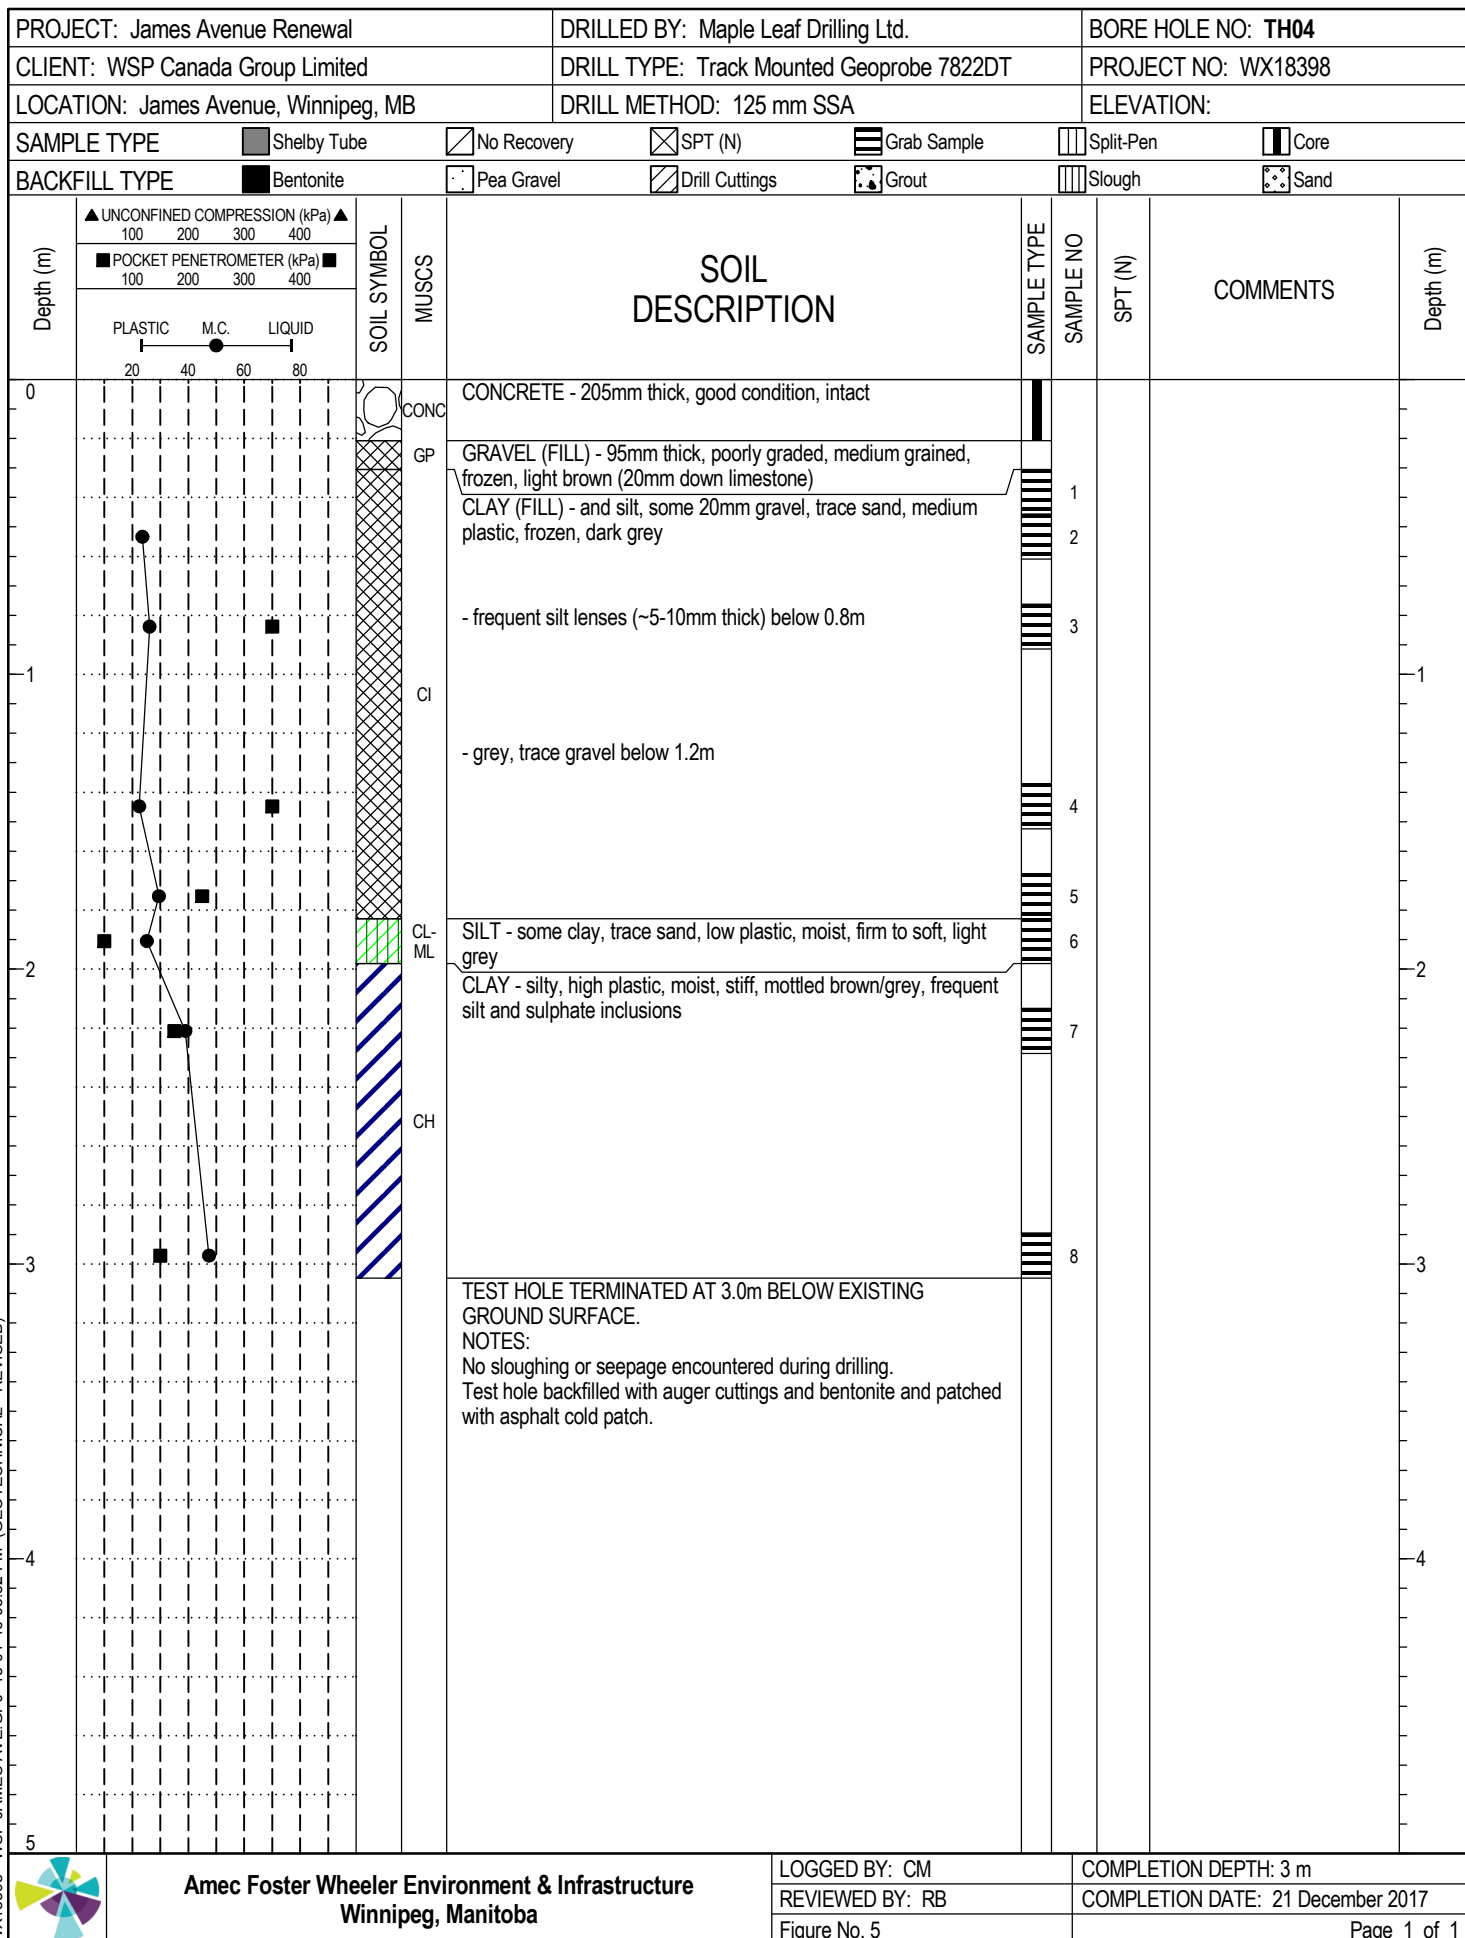 PROJECT: James Avenue Renewal
DRILLED BY: Maple Leaf Drilling Ltd.
BORE HOLE NO: TH04
CLIENT: WSP Canada Group Limited
DRILL TYPE: Track Mounted Geoprobe 7822DT
PROJECT NO: WX18398
LOCATION: James Avenue, Winnipeg, MB
DRILL METHOD: 125 mm SSA
ELEVATION:
SAMPLE TYPE
Shelby Tube
No Recovery
SPT (N)
Grab Sample
Split-Pen
Core
BACKFILL TYPE
Bentonite
Pea Gravel
Drill Cuttings
Grout
Slough
Sand
Depth (m)
UNCONFINED COMPRESSION (kPa)
100 200 300 400
POCKET PENETROMETER (kPa)
100 200 300 400
PLASTIC M.C. LIQUID
20 40 60 80
SOIL SYMBOL
MUSCS
SOIL
DESCRIPTION
SAMPLE TYPE
SAMPLE NO
SPT (N)
COMMENTS
Depth (m)
0
CONC
CONCRETE - 205mm thick, good condition, intact
GP
GRAVEL (FILL) - 95mm thick, poorly graded, medium grained,
frozen, light brown (20mm down limestone)
1
CLAY (FILL) - and silt, some 20mm gravel, trace sand, medium
plastic, frozen, dark grey
2
- frequent silt lenses (~5-10mm thick) below 0.8m
3
1
CI
1
- grey, trace gravel below 1.2m
4
5
CL-
ML
SILT - some clay, trace sand, low plastic, moist, firm to soft, light
grey
6
2
2
CLAY - silty, high plastic, moist, stiff, mottled brown/grey, frequent
silt and sulphate inclusions
7
CH
8
3
3
TEST HOLE TERMINATED AT 3.0m BELOW EXISTING
GROUND SURFACE.
NOTES:
No sloughing or seepage encountered during drilling.
Test hole backfilled with auger cuttings and bentonite and patched
with asphalt cold patch.
4
4
5
Amec Foster Wheeler Environment & Infrastructure
Winnipeg, Manitoba
LOGGED BY: CM
COMPLETION DEPTH: 3 m
REVIEWED BY: RB
COMPLETION DATE: 21 December 2017
Figure No. 5
Page 1 of 1